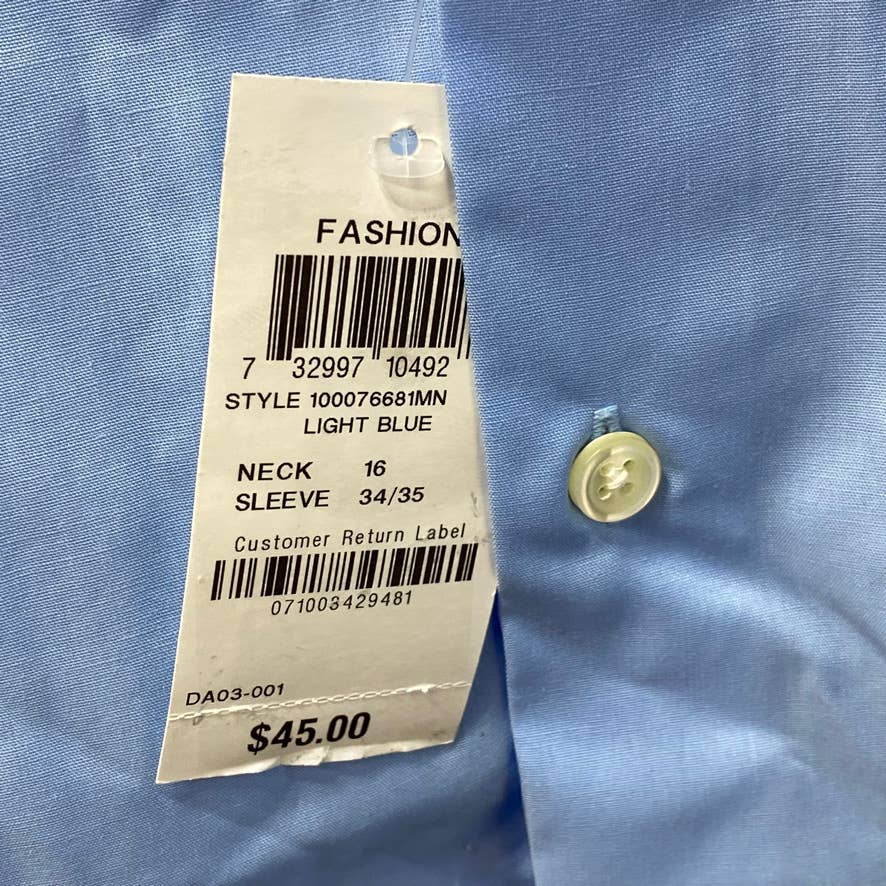 FASHION
7 32997 10492
STYLE 100076681MN
LIGHT BLUE
NECK 16
SLEEVE 34/35
Customer Return Label
071003429481
DA03-001
$45.00